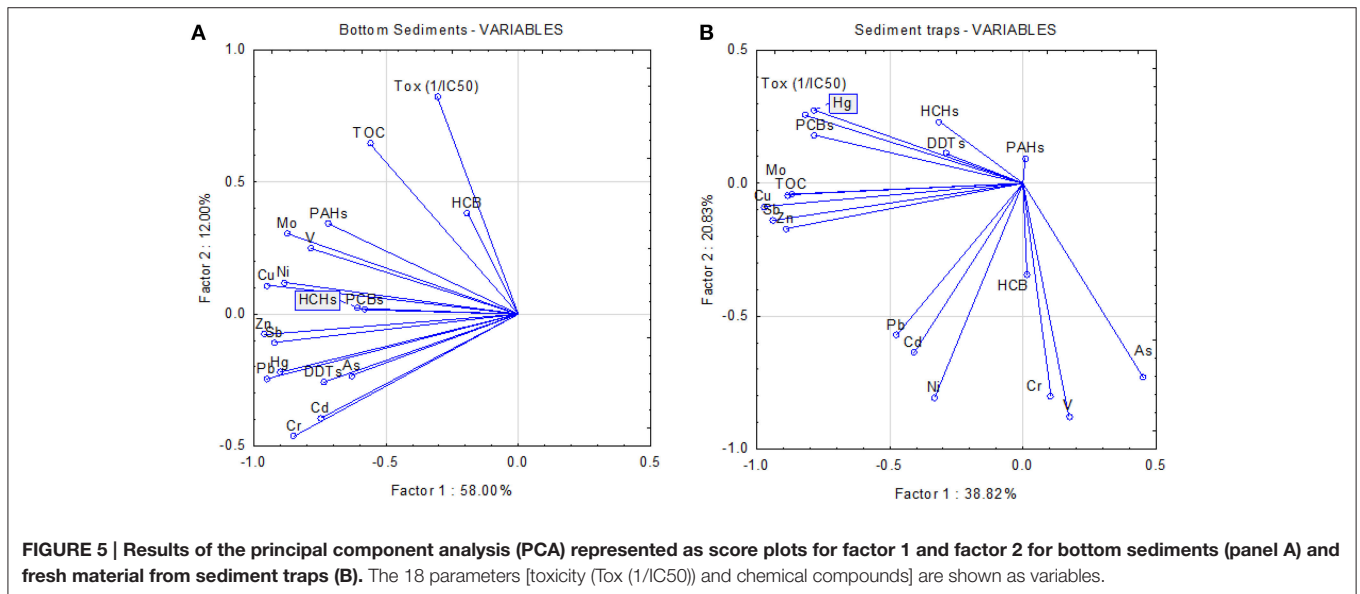 A
Bottom Sediments - VARIABLES
1.0
Tox (1/IC50)
TOC
0.5
HCB
PAHs
Mo
V
Cu Ni
HCHs
PCBs
0.0
Zn
Sb
Pb
Hg
DDTs
As
Cd
Cr
-0.5
-1.0 -0.5 0.0 0.5
Factor 2 : 12.00%
Factor 1 : 58.00%
B
Sediment traps - VARIABLES
0.5
Tox (1/IC50)
Hg
PCBs
HCHs
DDTs
PAHs
0.0
Mo
TOC
Cu
Sb
Zn
HCB
Pb
Cd
-0.5
Ni
Cr
V
As
-1.0
-1.0 -0.5 0.0 0.5
Factor 2 : 20.83%
Factor 1 : 38.82%
FIGURE 5 | Results of the principal component analysis (PCA) represented as score plots for factor 1 and factor 2 for bottom sediments (panel A) and
fresh material from sediment traps (B). The 18 parameters [toxicity (Tox (1/IC50)) and chemical compounds] are shown as variables.